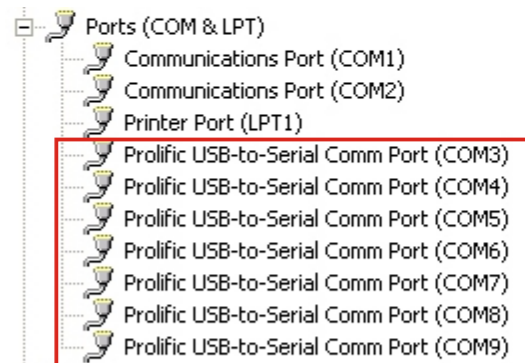 Ports (COM & LPT)
Communications Port (COM1)
Communications Port (COM2)
Printer Port (LPT1)
Prolific USB-to-Serial Comm Port (COM3)
Prolific USB-to-Serial Comm Port (COM4)
Prolific USB-to-Serial Comm Port (COM5)
Prolific USB-to-Serial Comm Port (COM6)
Prolific USB-to-Serial Comm Port (COM7)
Prolific USB-to-Serial Comm Port (COM8)
Prolific USB-to-Serial Comm Port (COM9)